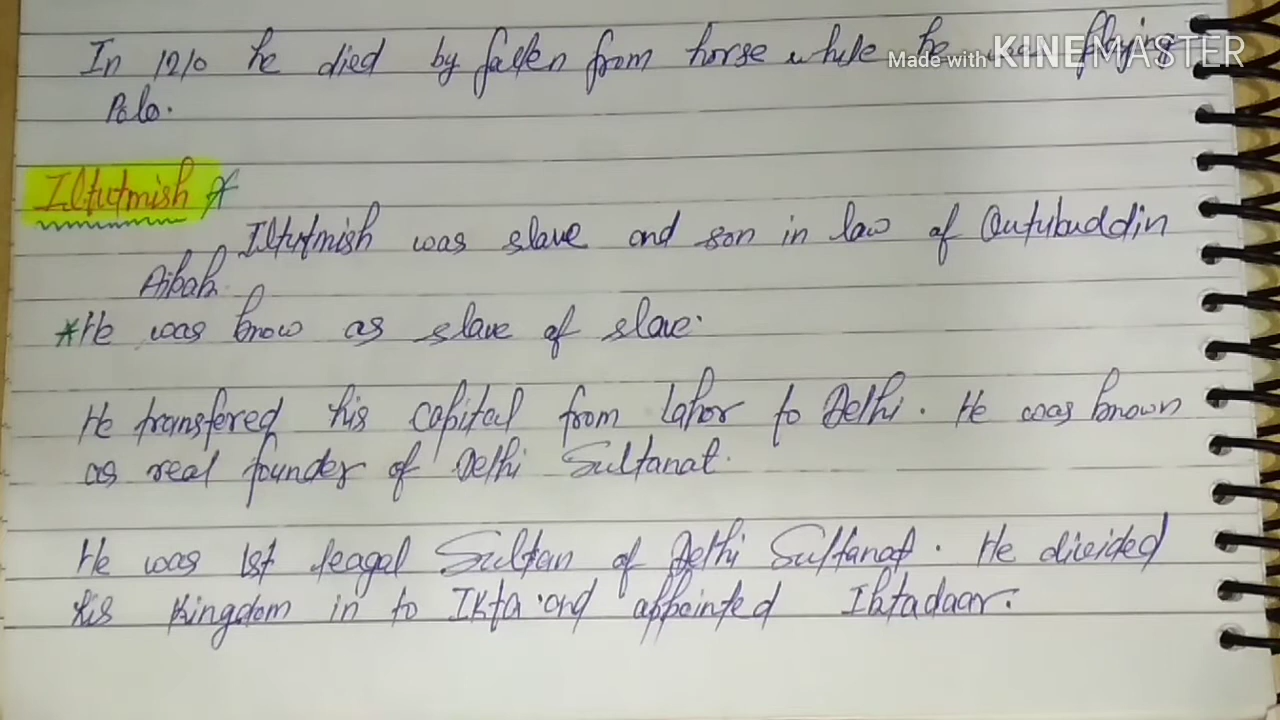 In 1210 he died by fallen from horse while he was playing
Made with KINEMASTER
Polo.
Iltutmish *
Iltutmish was slave and son in law of Qutubuddin
Aibak.
*He was know as slave of slave.
He transfered his capital from Lahor to Delhi. He was known
as real founder of Delhi Sultanat.
He was 1st leagal Sultan of Delhi Sultanat. He divided
his Kingdom in to IKta and appointed Iktadaar.